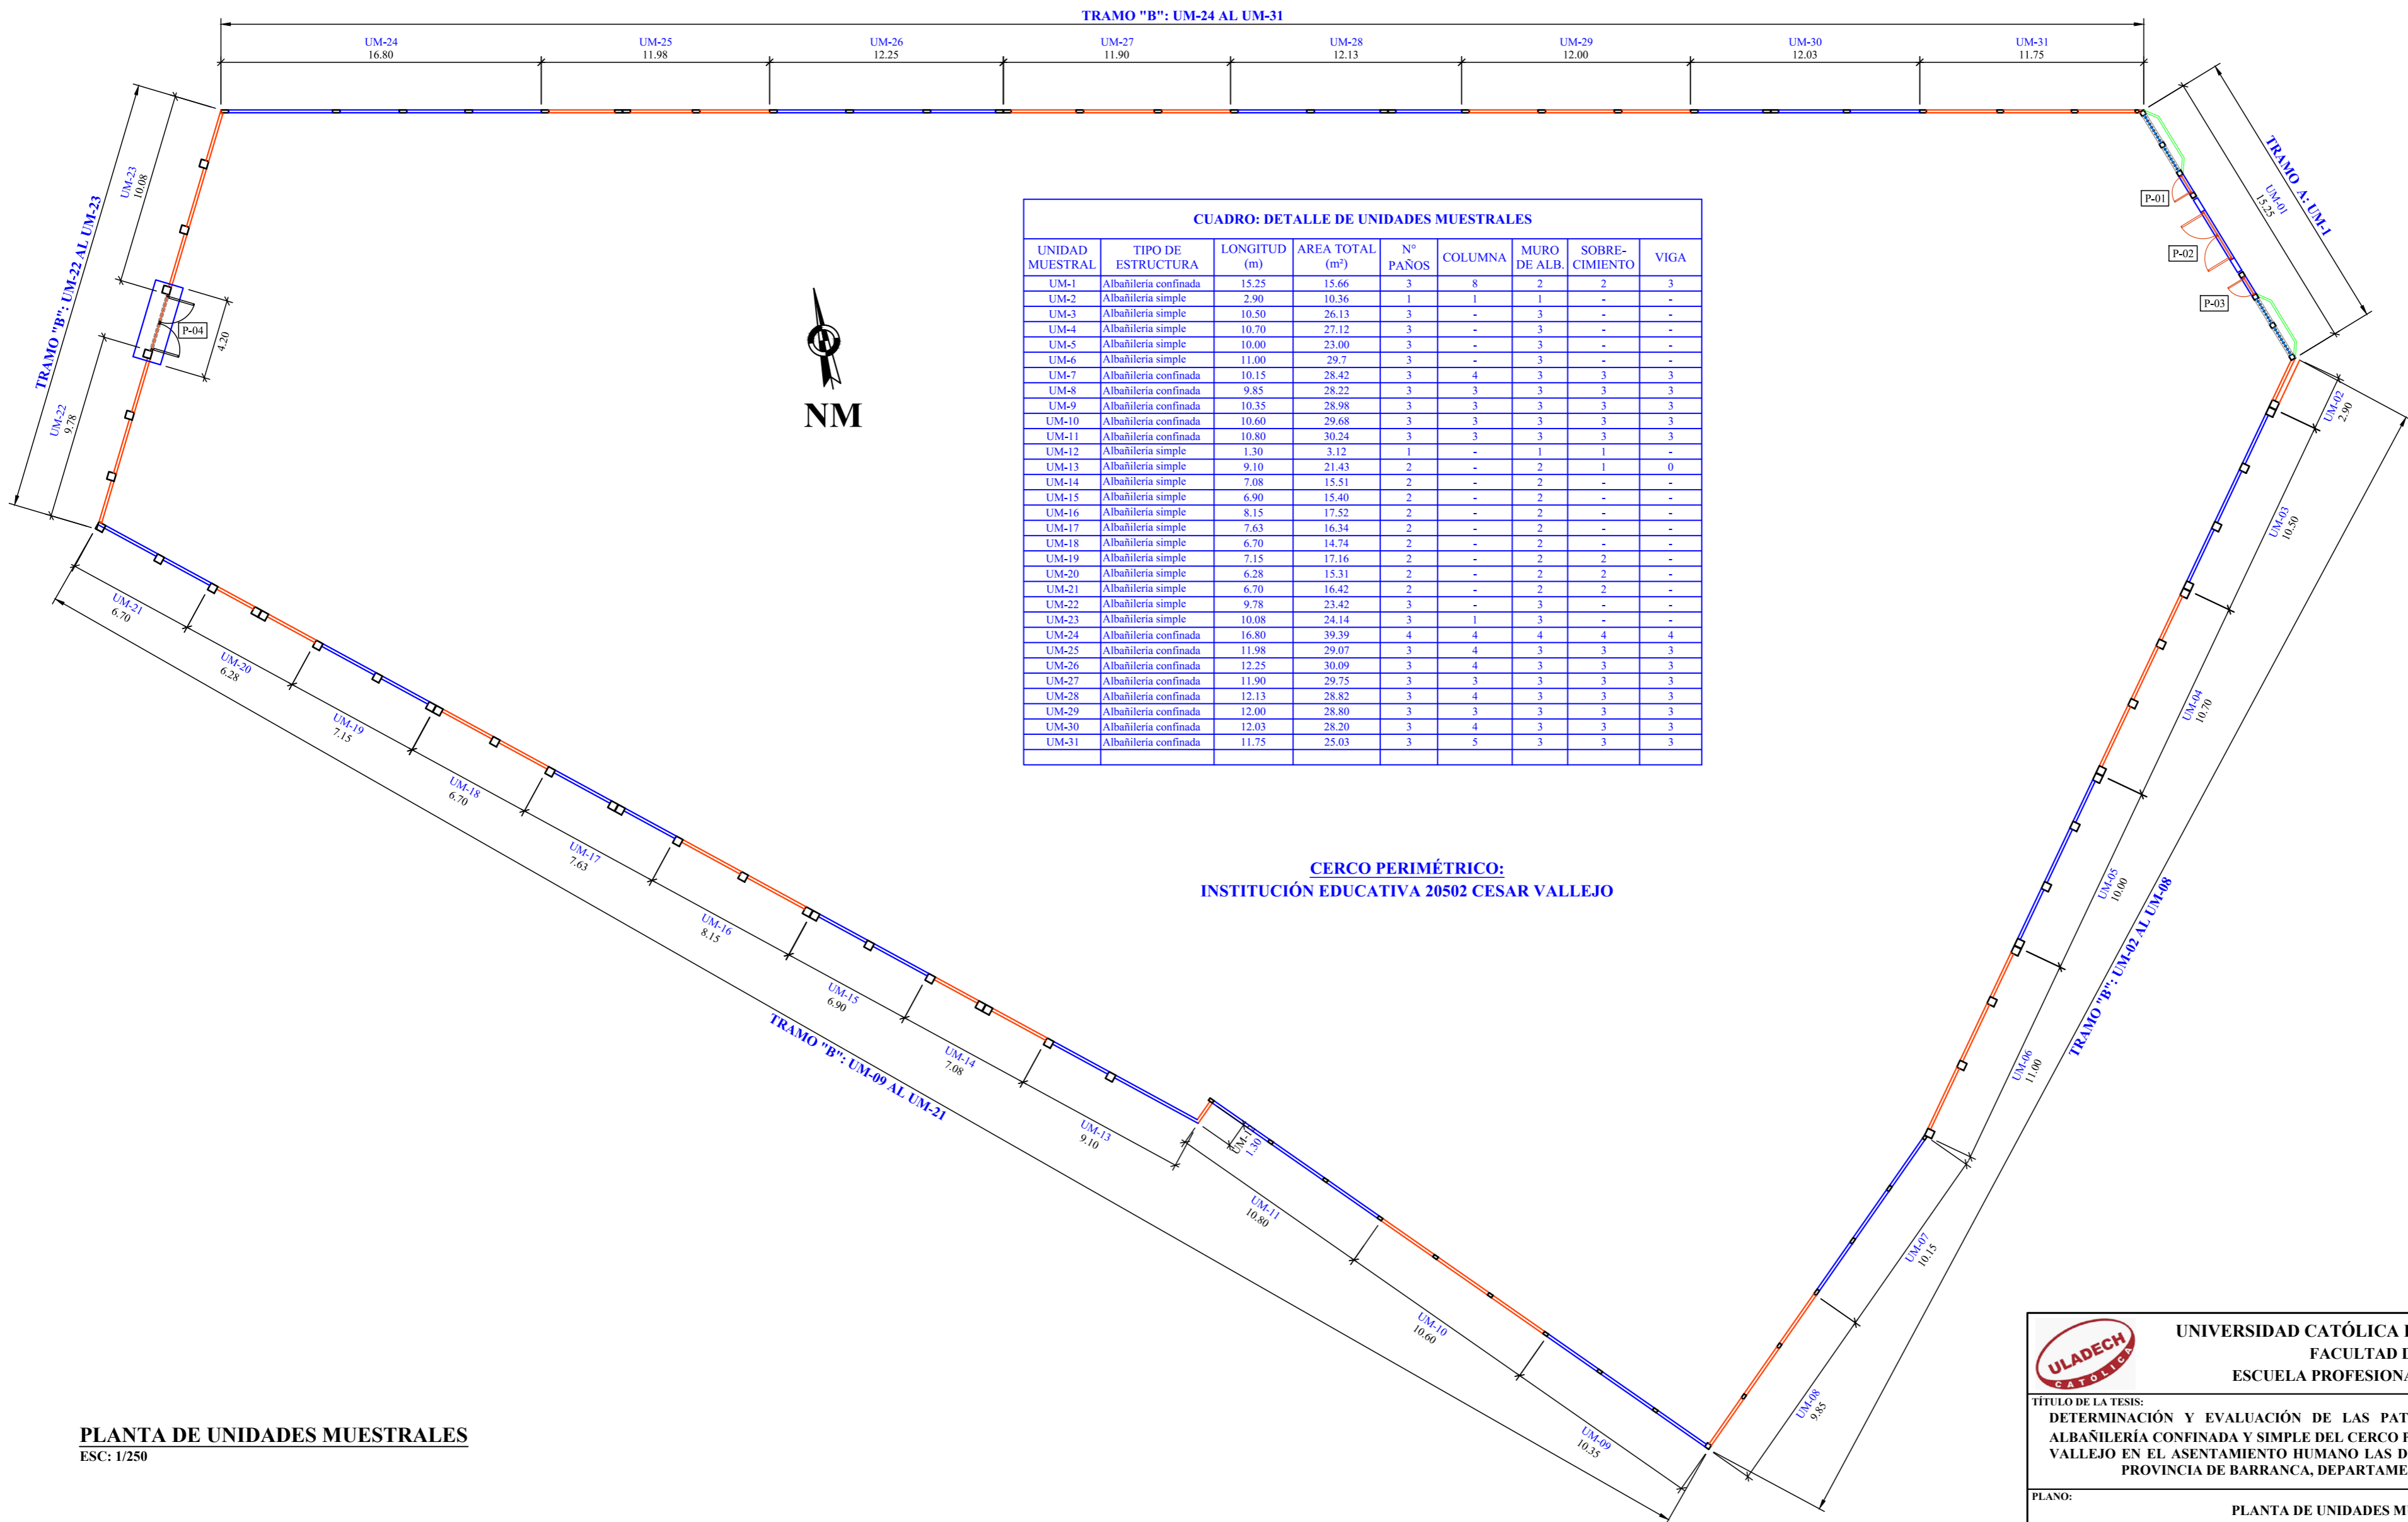 TRAMO "B": UM-24 AL UM-31
UM-24 UM-25 UM-26 UM-27 UM-28 UM-29 UM-30 UM-31
16.80 11.98 12.25 11.90 12.13 12.00 12.03 11.75
TRAMO "B": UM-22 AL UM-23
UM-23
10.08
P-04
4.20
UM-22
9.78
NM
TRAMO A: UM-1
UM-01
15.25
P-01
P-02
P-03
CUADRO: DETALLE DE UNIDADES MUESTRALES
UNIDAD MUESTRAL TIPO DE ESTRUCTURA LONGITUD (m) AREA TOTAL (m²) N° PAÑOS COLUMNA MURO DE ALB. SOBRE-CIMIENTO VIGA
UM-1 Albañilería confinada 15.25 15.66 3 8 2 2 3
UM-2 Albañilería simple 2.90 10.36 1 1 1 - -
UM-3 Albañilería simple 10.50 26.13 3 - 3 - -
UM-4 Albañilería simple 10.70 27.12 3 - 3 - -
UM-5 Albañilería simple 10.00 23.00 3 - 3 - -
UM-6 Albañilería simple 11.00 29.7 3 - 3 - -
UM-7 Albañilería confinada 10.15 28.42 3 4 3 3 3
UM-8 Albañilería confinada 9.85 28.22 3 3 3 3 3
UM-9 Albañilería confinada 10.35 28.98 3 3 3 3 3
UM-10 Albañilería confinada 10.60 29.68 3 3 3 3 3
UM-11 Albañilería confinada 10.80 30.24 3 3 3 3 3
UM-12 Albañilería simple 1.30 3.12 1 - 1 1 -
UM-13 Albañilería simple 9.10 21.43 2 - 2 1 0
UM-14 Albañilería simple 7.08 15.51 2 - 2 - -
UM-15 Albañilería simple 6.90 15.40 2 - 2 - -
UM-16 Albañilería simple 8.15 17.52 2 - 2 - -
UM-17 Albañilería simple 7.63 16.34 2 - 2 - -
UM-18 Albañilería simple 6.70 14.74 2 - 2 - -
UM-19 Albañilería simple 7.15 17.16 2 - 2 2 -
UM-20 Albañilería simple 6.28 15.31 2 - 2 2 -
UM-21 Albañilería simple 6.70 16.42 2 - 2 2 -
UM-22 Albañilería simple 9.78 23.42 3 - 3 - -
UM-23 Albañilería simple 10.08 24.14 3 1 3 - -
UM-24 Albañilería confinada 16.80 39.39 4 4 4 4 4
UM-25 Albañilería confinada 11.98 29.07 3 4 3 3 3
UM-26 Albañilería confinada 12.25 30.09 3 4 3 3 3
UM-27 Albañilería confinada 11.90 29.75 3 3 3 3 3
UM-28 Albañilería confinada 12.13 28.82 3 4 3 3 3
UM-29 Albañilería confinada 12.00 28.80 3 3 3 3 3
UM-30 Albañilería confinada 12.03 28.20 3 4 3 3 3
UM-31 Albañilería confinada 11.75 25.03 3 5 3 3 3
CERCO PERIMÉTRICO:
INSTITUCIÓN EDUCATIVA 20502 CESAR VALLEJO
UM-02
2.90
UM-03
10.50
UM-04
10.70
UM-05
10.00
UM-06
11.00
UM-07
10.15
UM-08
9.85
TRAMO "B": UM-02 AL UM-08
UM-21
6.70
UM-20
6.28
UM-19
7.15
UM-18
6.70
UM-17
7.63
UM-16
8.15
UM-15
6.90
UM-14
7.08
UM-13
9.10
1.30
UM-11
10.80
UM-10
10.60
UM-09
10.35
TRAMO "B": UM-09 AL UM-21
PLANTA DE UNIDADES MUESTRALES
ESC: 1/250
ULADECH
CATÓLICA
UNIVERSIDAD CATÓLICA
FACULTAD
ESCUELA PROFESIONA
TÍTULO DE LA TESIS:
DETERMINACIÓN Y EVALUACIÓN DE LAS PAT
ALBAÑILERÍA CONFINADA Y SIMPLE DEL CERCO
VALLEJO EN EL ASENTAMIENTO HUMANO LAS D
PROVINCIA DE BARRANCA, DEPARTAME
PLANO:
PLANTA DE UNIDADES M